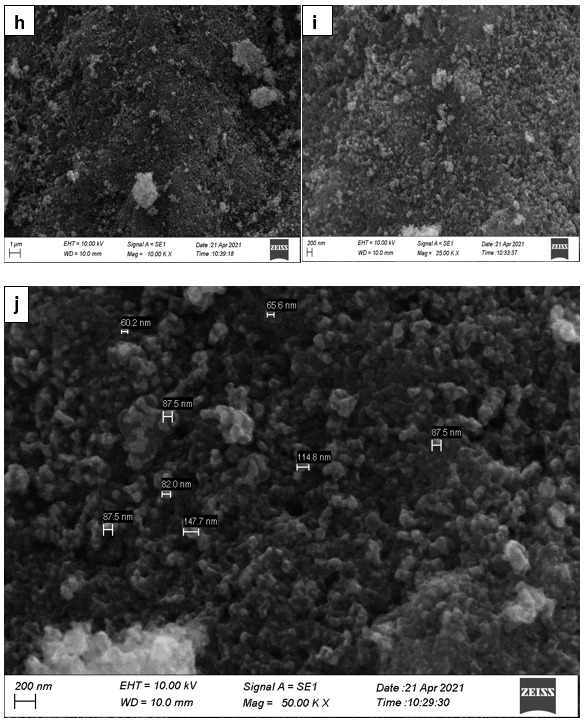 h
1 µm
EHT = 10.00 kV
Signal A = SE1
Date :21 Apr 2021
WD = 10.0 mm
Mag = 10.00 K X
Time :10:39:18
ZEISS
i
200 nm
EHT = 10.00 kV
Signal A = SE1
Date :21 Apr 2021
WD = 10.0 mm
Mag = 25.00 K X
Time :10:33:37
ZEISS
j
65.6 nm
60.2 nm
87.5 nm
87.5 nm
114.8 nm
82.0 nm
87.5 nm
147.7 nm
200 nm
EHT = 10.00 kV
Signal A = SE1
Date :21 Apr 2021
WD = 10.0 mm
Mag = 50.00 K X
Time :10:29:30
ZEISS